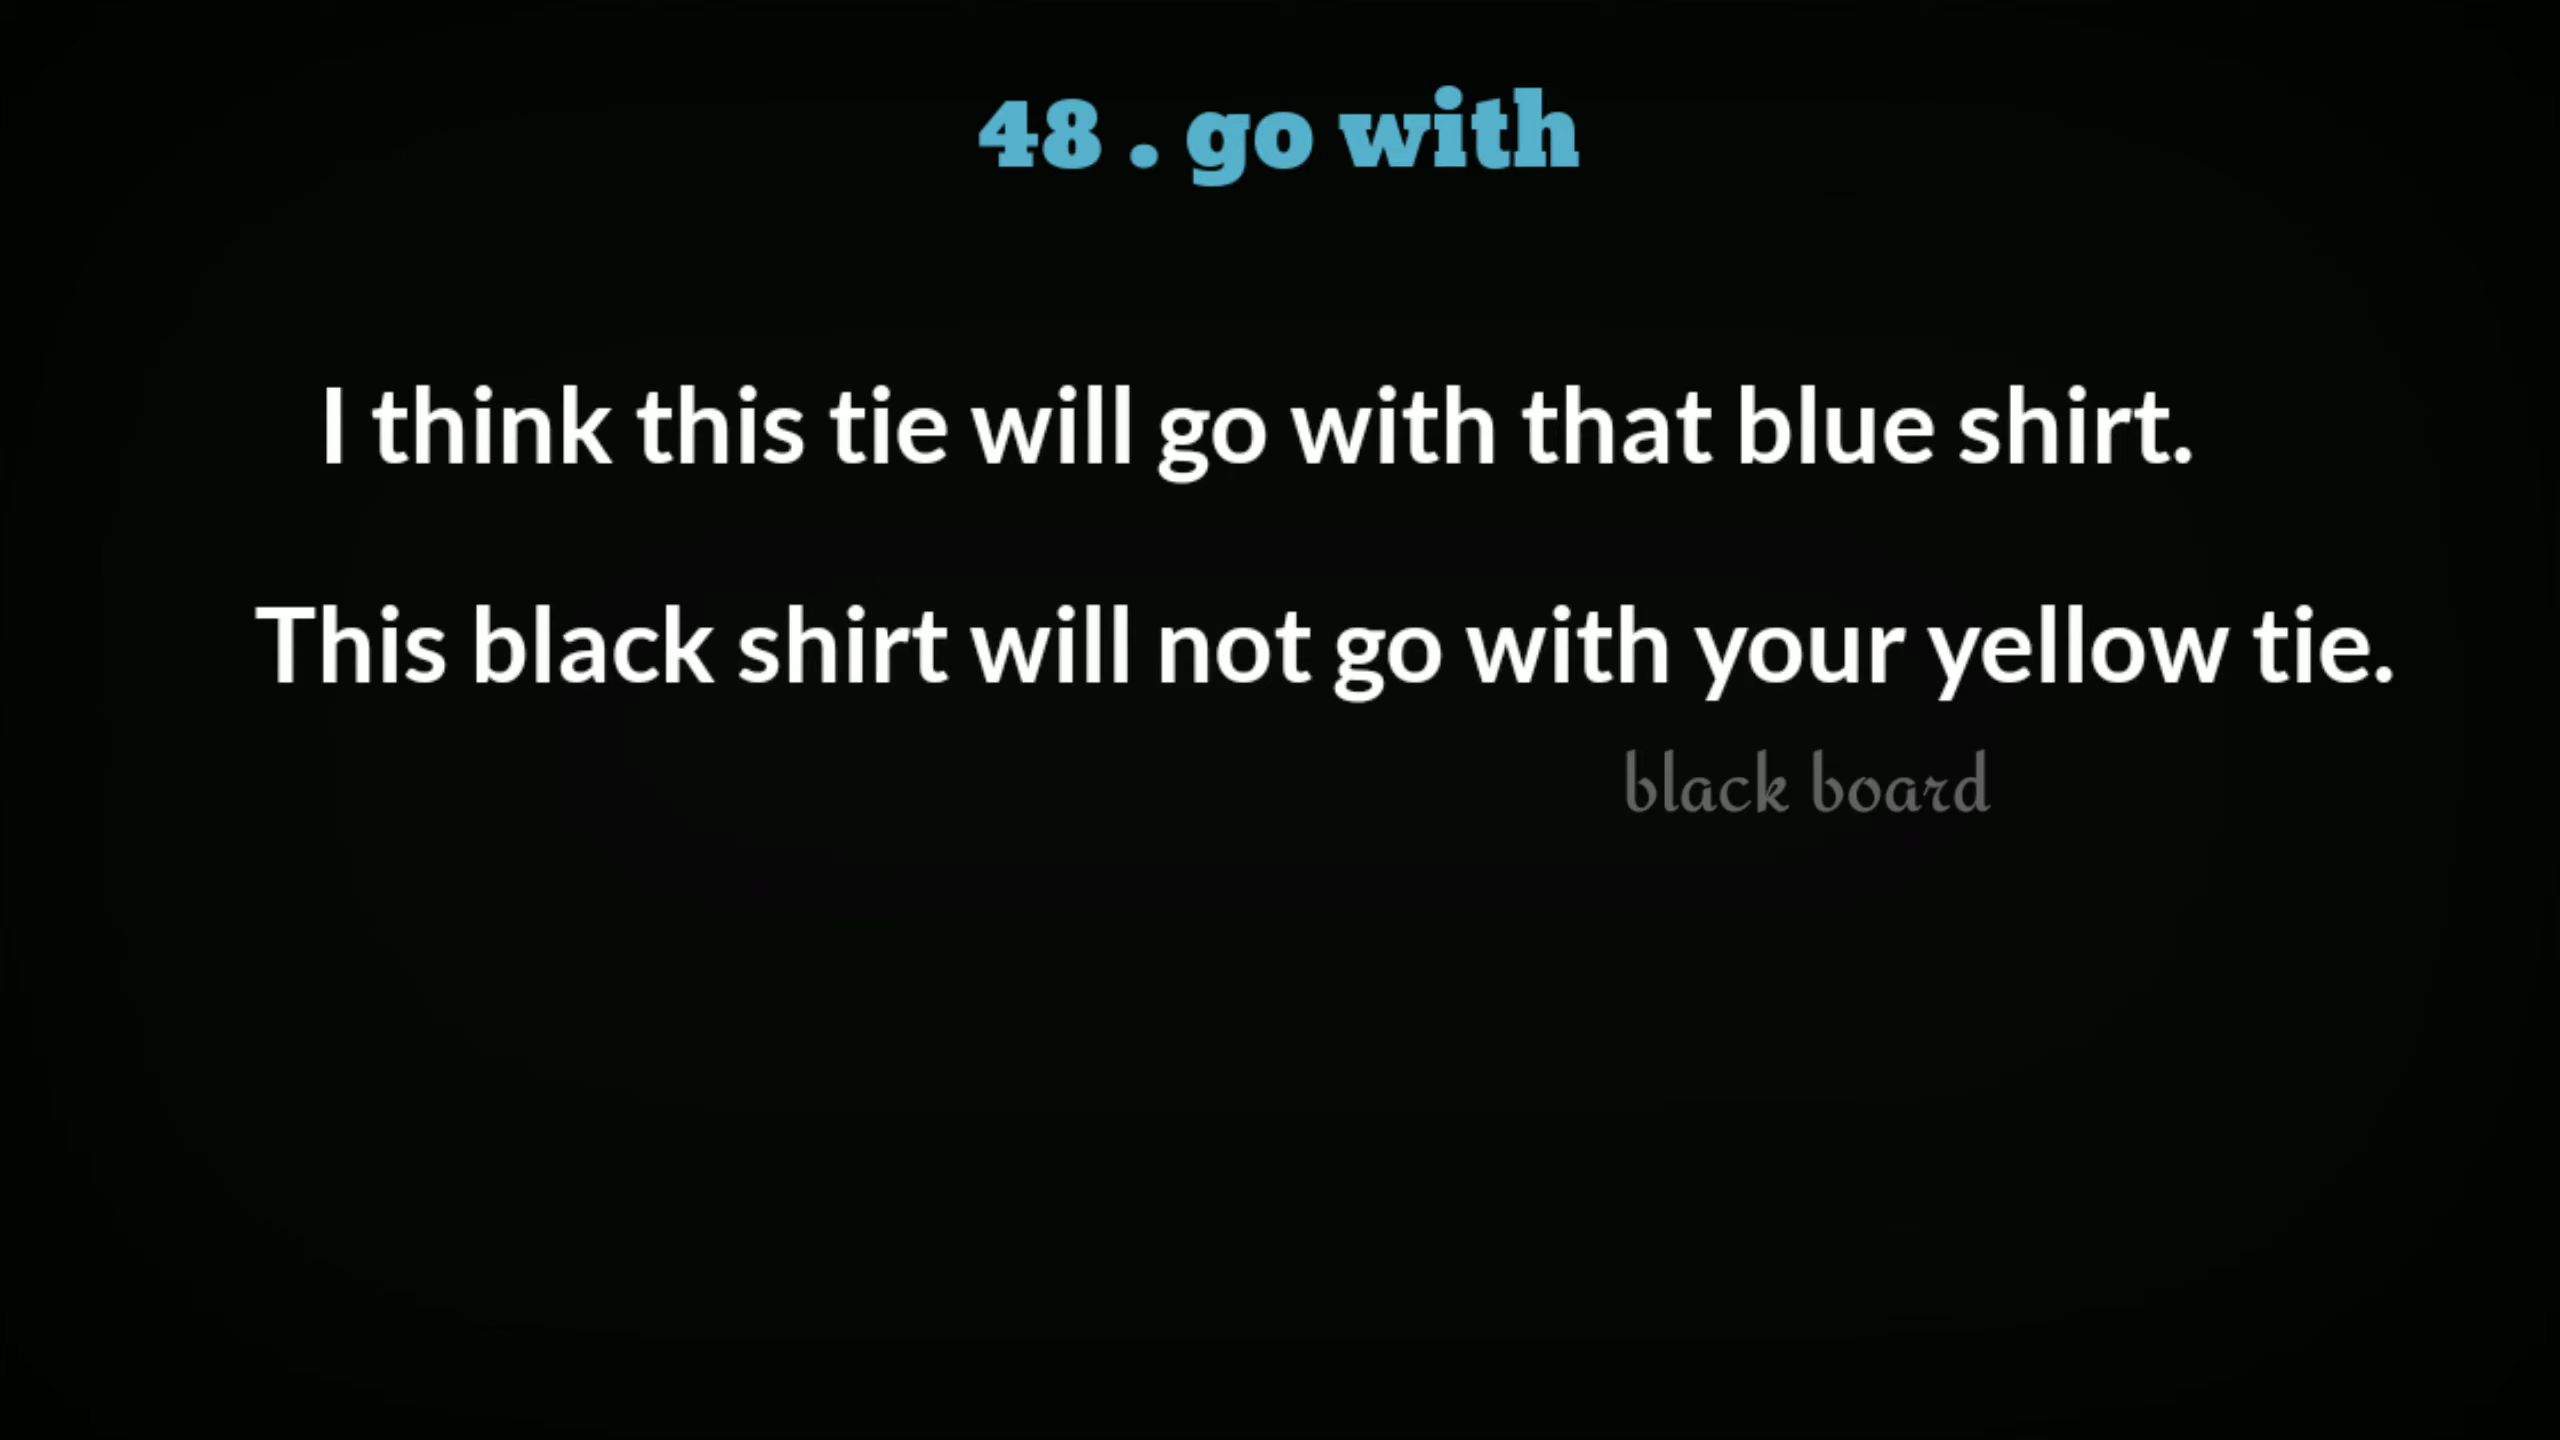 48 . go with
I think this tie will go with that blue shirt.
This black shirt will not go with your yellow tie.
black board